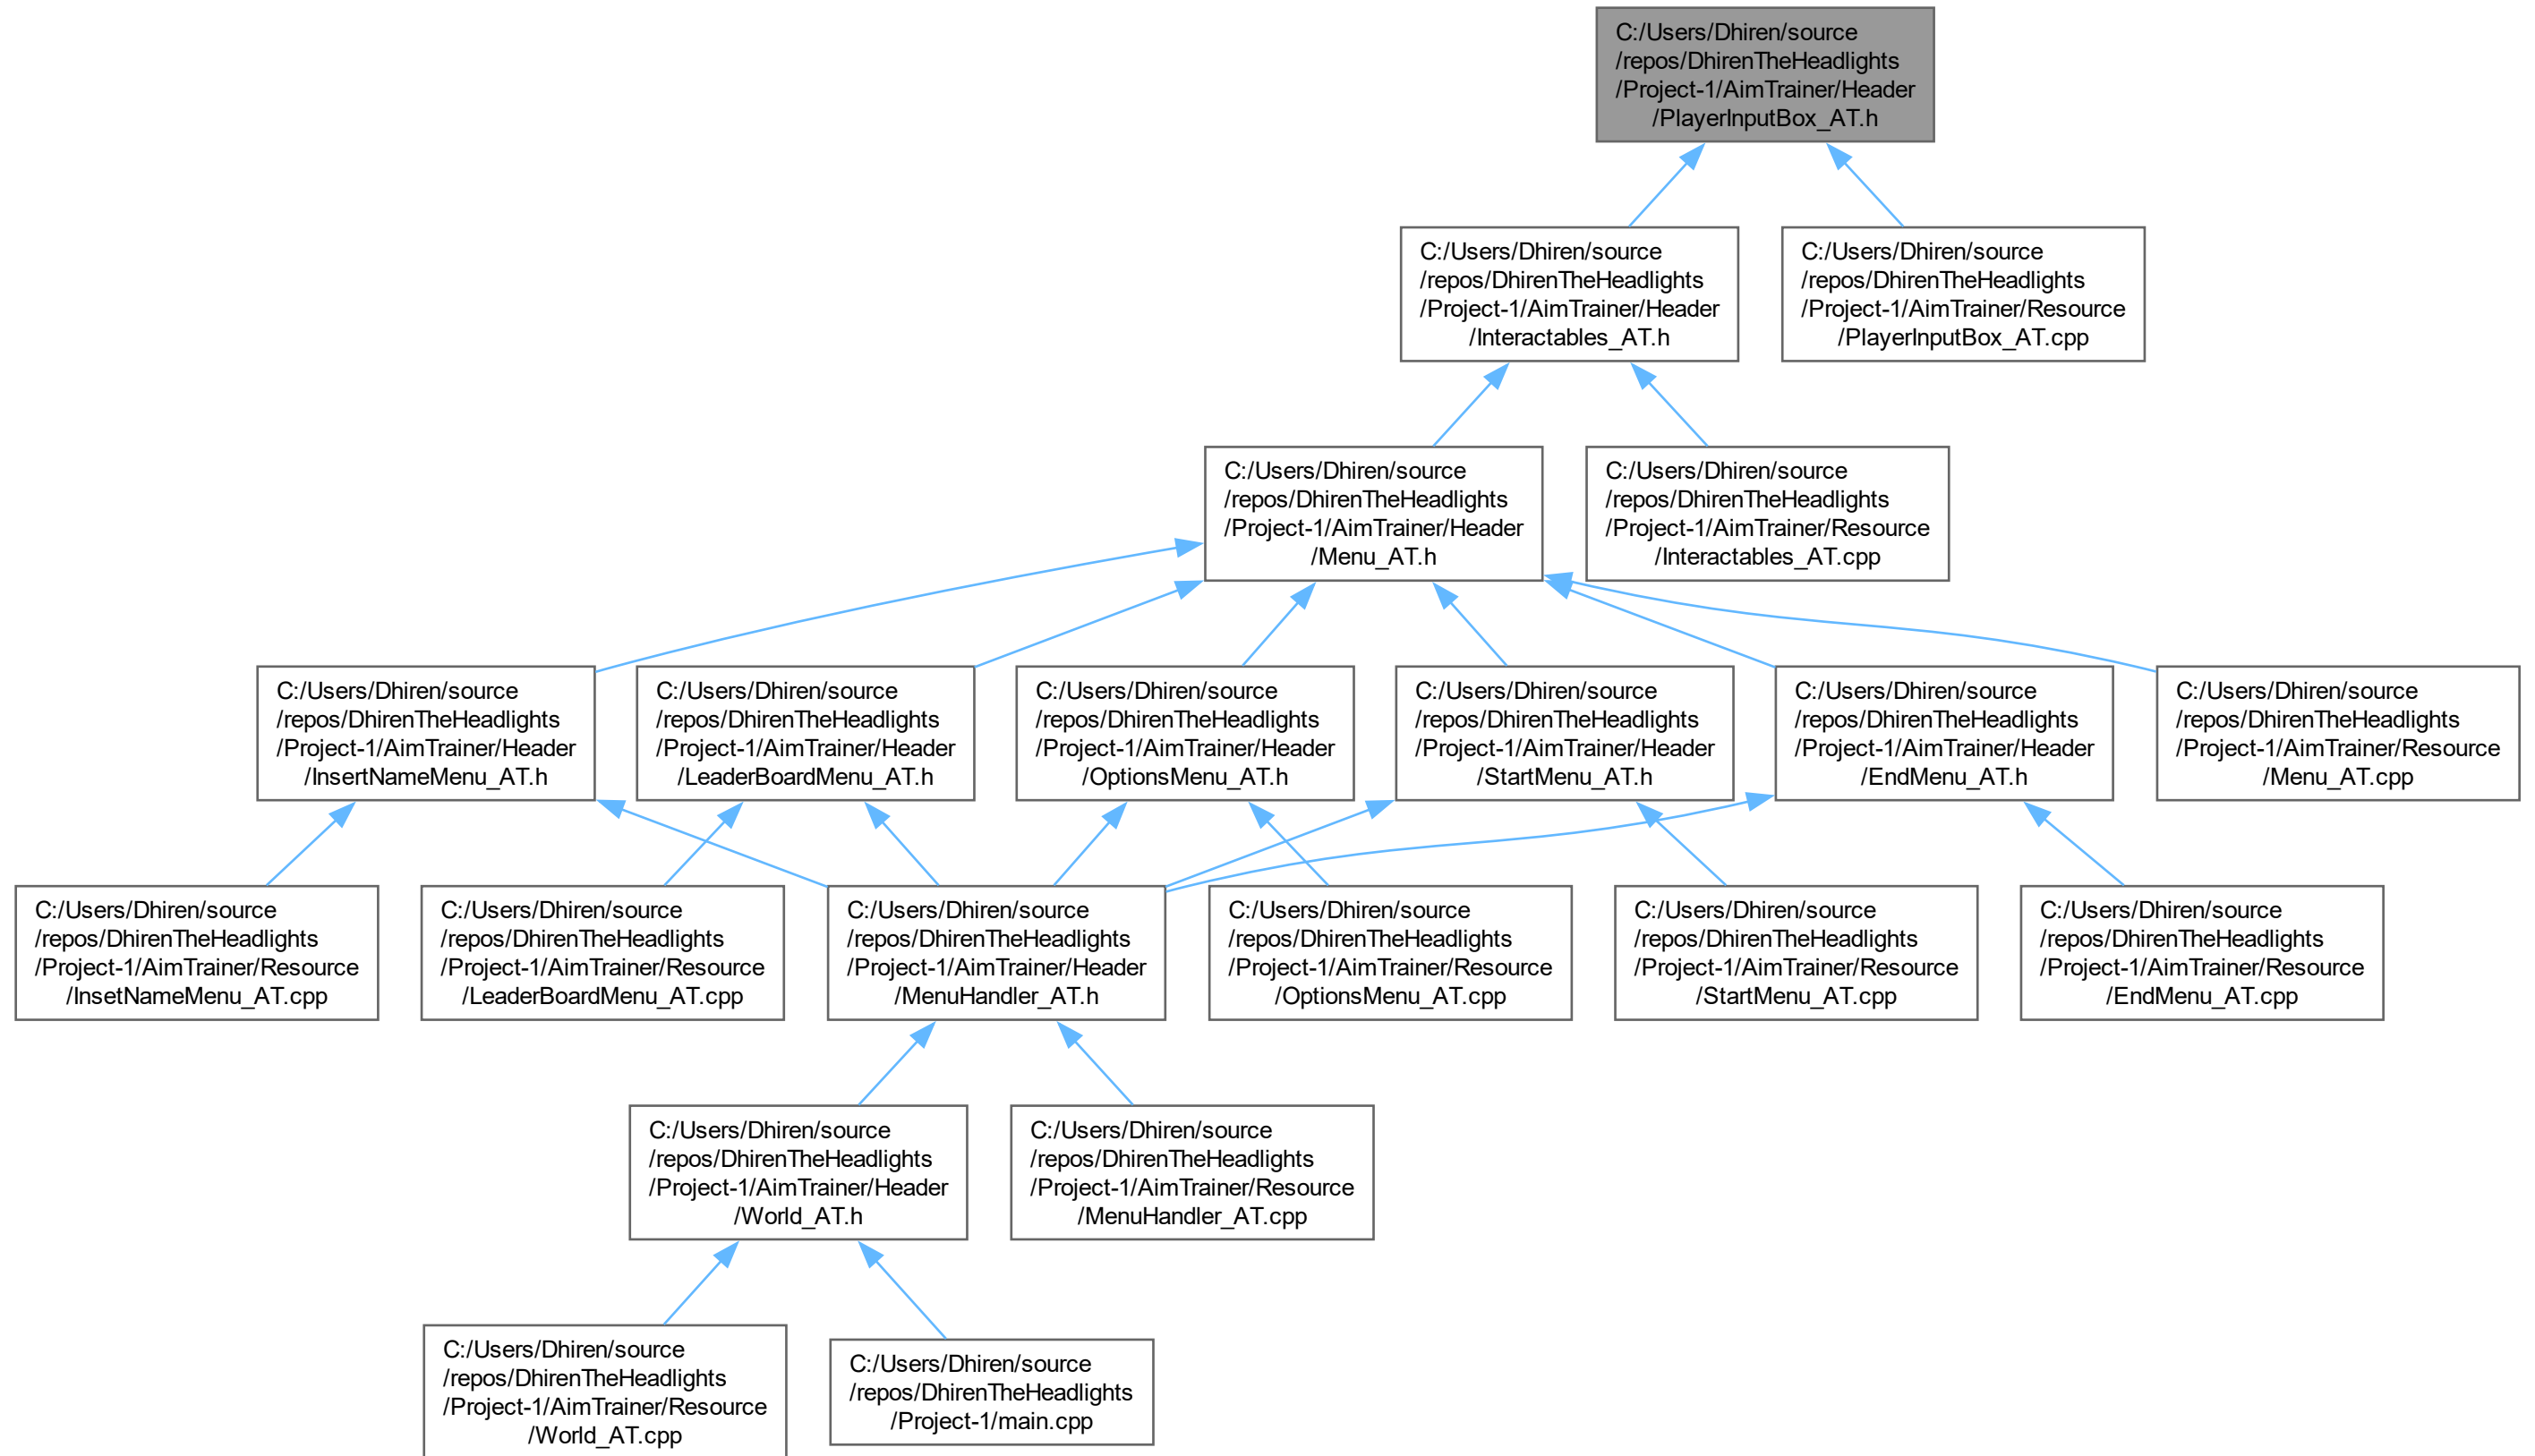 C:/Users/Dhiren/source
/repos/DhirenTheHeadlights
/Project-1/AimTrainer/Header
/PlayerInputBox_AT.h
C:/Users/Dhiren/source
/repos/DhirenTheHeadlights
/Project-1/AimTrainer/Header
/Interactables_AT.h
C:/Users/Dhiren/source
/repos/DhirenTheHeadlights
/Project-1/AimTrainer/Resource
/PlayerInputBox_AT.cpp
C:/Users/Dhiren/source
/repos/DhirenTheHeadlights
/Project-1/AimTrainer/Header
/Menu_AT.h
C:/Users/Dhiren/source
/repos/DhirenTheHeadlights
/Project-1/AimTrainer/Resource
/Interactables_AT.cpp
C:/Users/Dhiren/source
/repos/DhirenTheHeadlights
/Project-1/AimTrainer/Header
/InsertNameMenu_AT.h
C:/Users/Dhiren/source
/repos/DhirenTheHeadlights
/Project-1/AimTrainer/Header
/LeaderBoardMenu_AT.h
C:/Users/Dhiren/source
/repos/DhirenTheHeadlights
/Project-1/AimTrainer/Header
/OptionsMenu_AT.h
C:/Users/Dhiren/source
/repos/DhirenTheHeadlights
/Project-1/AimTrainer/Header
/StartMenu_AT.h
C:/Users/Dhiren/source
/repos/DhirenTheHeadlights
/Project-1/AimTrainer/Header
/EndMenu_AT.h
C:/Users/Dhiren/source
/repos/DhirenTheHeadlights
/Project-1/AimTrainer/Resource
/Menu_AT.cpp
C:/Users/Dhiren/source
/repos/DhirenTheHeadlights
/Project-1/AimTrainer/Resource
/InsetNameMenu_AT.cpp
C:/Users/Dhiren/source
/repos/DhirenTheHeadlights
/Project-1/AimTrainer/Resource
/LeaderBoardMenu_AT.cpp
C:/Users/Dhiren/source
/repos/DhirenTheHeadlights
/Project-1/AimTrainer/Header
/MenuHandler_AT.h
C:/Users/Dhiren/source
/repos/DhirenTheHeadlights
/Project-1/AimTrainer/Resource
/OptionsMenu_AT.cpp
C:/Users/Dhiren/source
/repos/DhirenTheHeadlights
/Project-1/AimTrainer/Resource
/StartMenu_AT.cpp
C:/Users/Dhiren/source
/repos/DhirenTheHeadlights
/Project-1/AimTrainer/Resource
/EndMenu_AT.cpp
C:/Users/Dhiren/source
/repos/DhirenTheHeadlights
/Project-1/AimTrainer/Header
/World_AT.h
C:/Users/Dhiren/source
/repos/DhirenTheHeadlights
/Project-1/AimTrainer/Resource
/MenuHandler_AT.cpp
C:/Users/Dhiren/source
/repos/DhirenTheHeadlights
/Project-1/AimTrainer/Resource
/World_AT.cpp
C:/Users/Dhiren/source
/repos/DhirenTheHeadlights
/Project-1/main.cpp